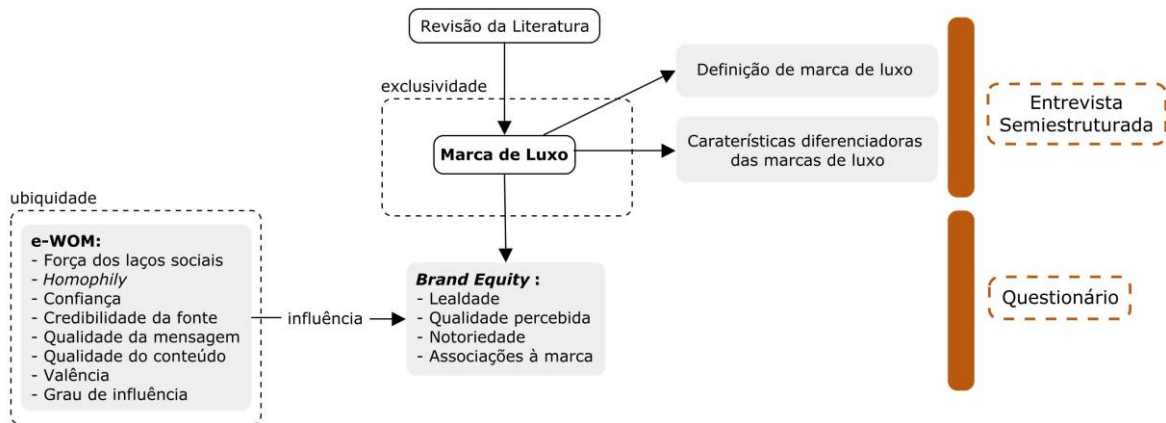 Revisão da Literatura
exclusividade
Marca de Luxo
Definição de marca de luxo
Caraterísticas diferenciadoras
das marcas de luxo
Entrevista
Semiestruturada
ubiquidade
e-WOM:
- Força dos laços sociais
- Homophily
- Confiança
- Credibilidade da fonte
- Qualidade da mensagem
- Qualidade do conteúdo
- Valência
- Grau de influência
influência
Brand Equity :
- Lealdade
- Qualidade percebida
- Notoriedade
- Associações à marca
Questionário